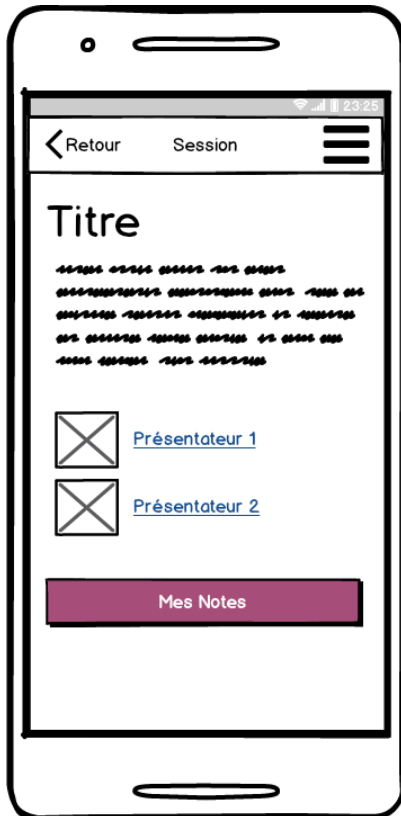 23:25
Retour Session
Titre
Présentateur 1
Présentateur 2
Mes Notes